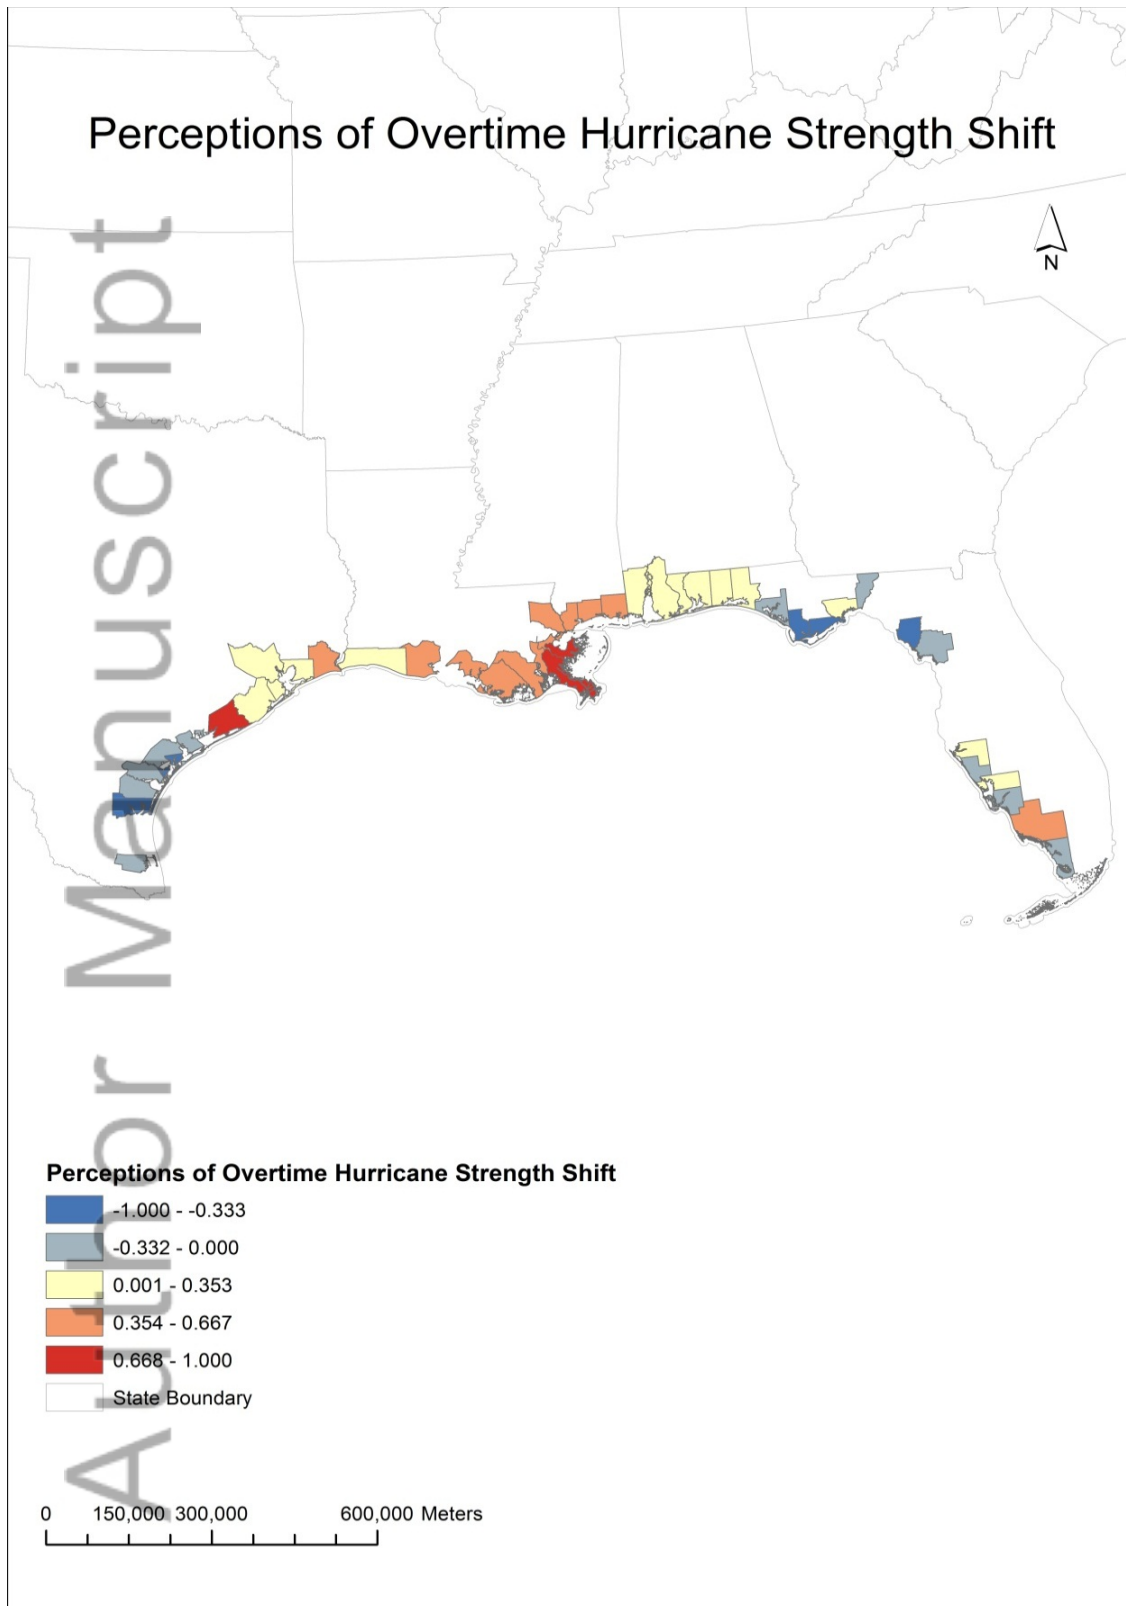 Perceptions of Overtime Hurricane Strength Shift
N
Author Manuscript
Perceptions of Overtime Hurricane Strength Shift
-1.000 - -0.333
-0.332 - 0.000
0.001 - 0.353
0.354 - 0.667
0.668 - 1.000
State Boundary
0 150,000 300,000 600,000 Meters